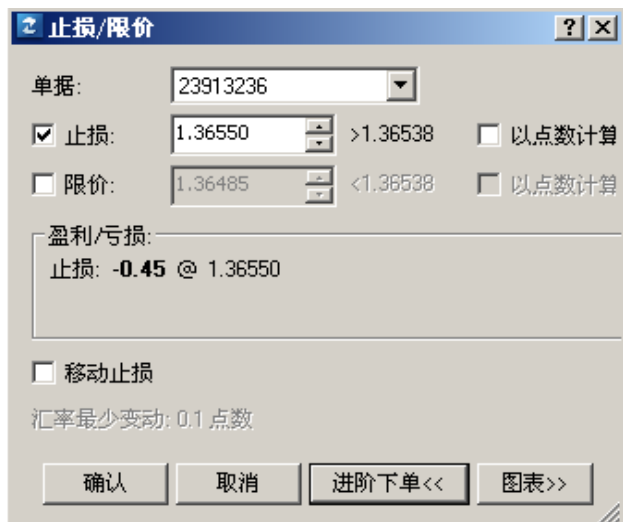 止损/限价
单据: 23913236
止损: 1.36550 >1.36538 以点数计算
限价: 1.36485 <1.36538 以点数计算
盈利/亏损:
止损: -0.45 @ 1.36550
移动止损
汇率最少变动: 0.1 点数
确认 取消 进阶下单<< 图表>>